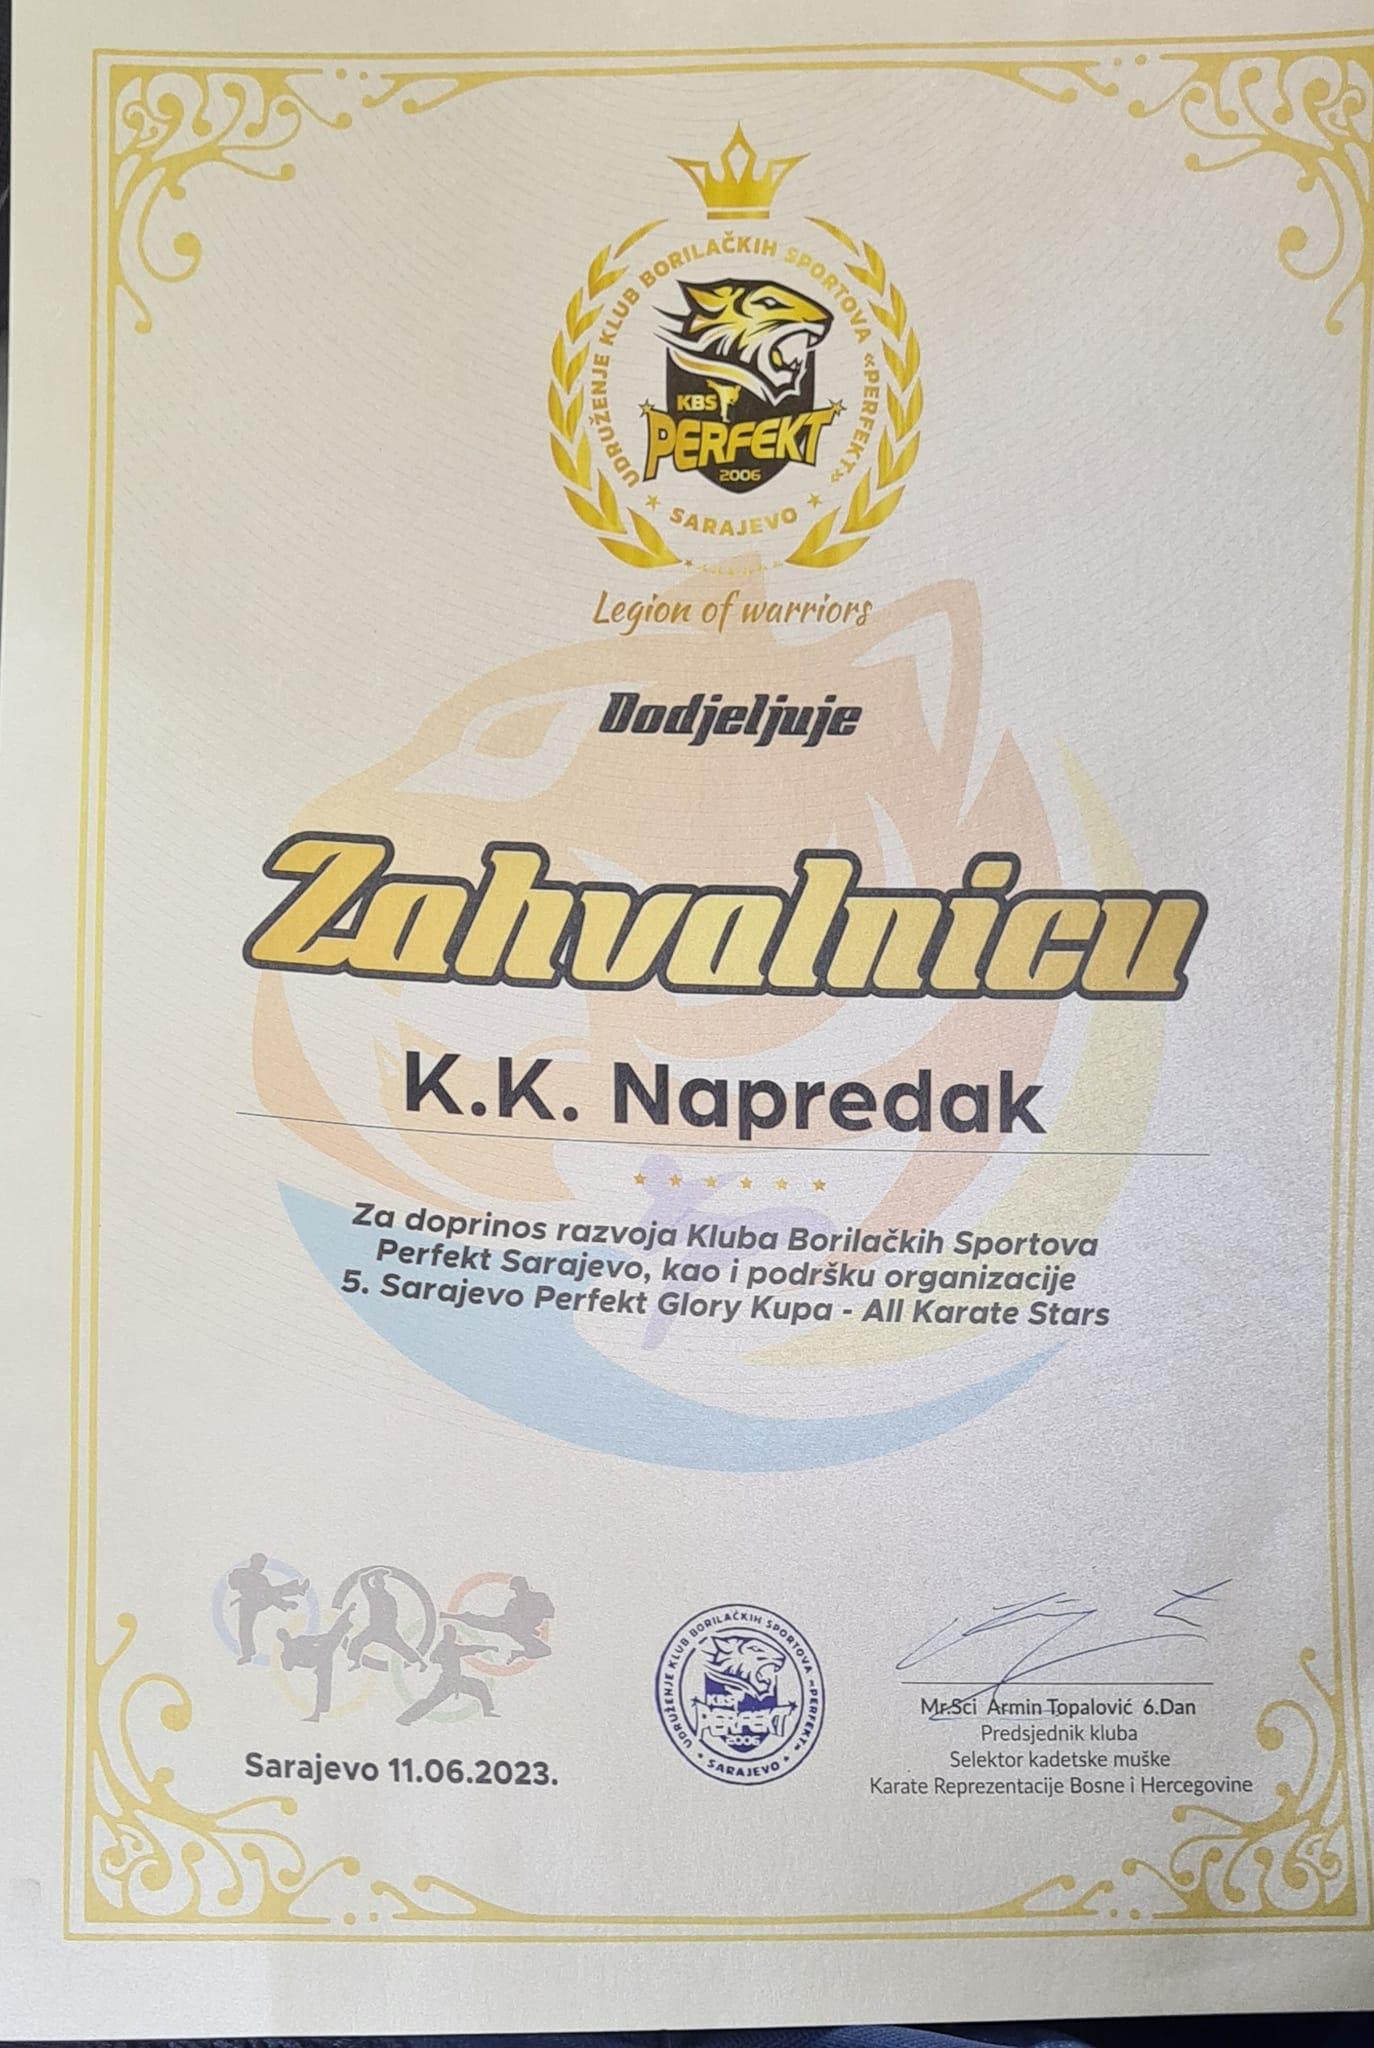 UDRUŽENJE KLUB BORILAČKIH SPORTOVA «PERFEKT»
KBS
PERFEKT
2006
SARAJEVO
Legion of warriors
Dodjeljuje
Zahvalnicu
K.K. Napredak
Za doprinos razvoja Kluba Borilačkih Sportova
Perfekt Sarajevo, kao i podršku organizacije
5. Sarajevo Perfekt Glory Kupa - All Karate Stars
Sarajevo 11.06.2023.
UDRUŽENJE KLUB BORILAČKIH SPORTOVA «PERFEKT»
KBS
PERFEKT
2006
SARAJEVO
Mr.Sci Armin Topalović 6.Dan
Predsjednik kluba
Selektor kadetske muške
Karate Reprezentacije Bosne i Hercegovine